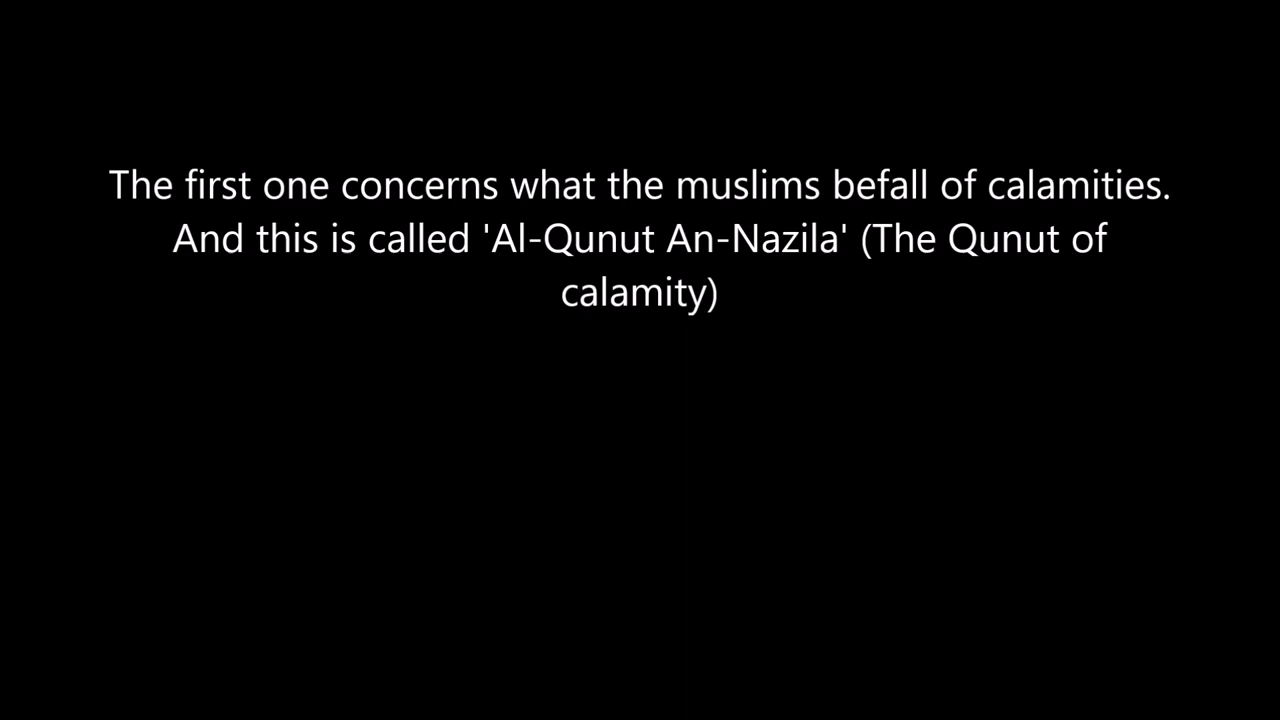 The first one concerns what the muslims befall of calamities.
And this is called 'Al-Qunut An-Nazila' (The Qunut of
calamity)